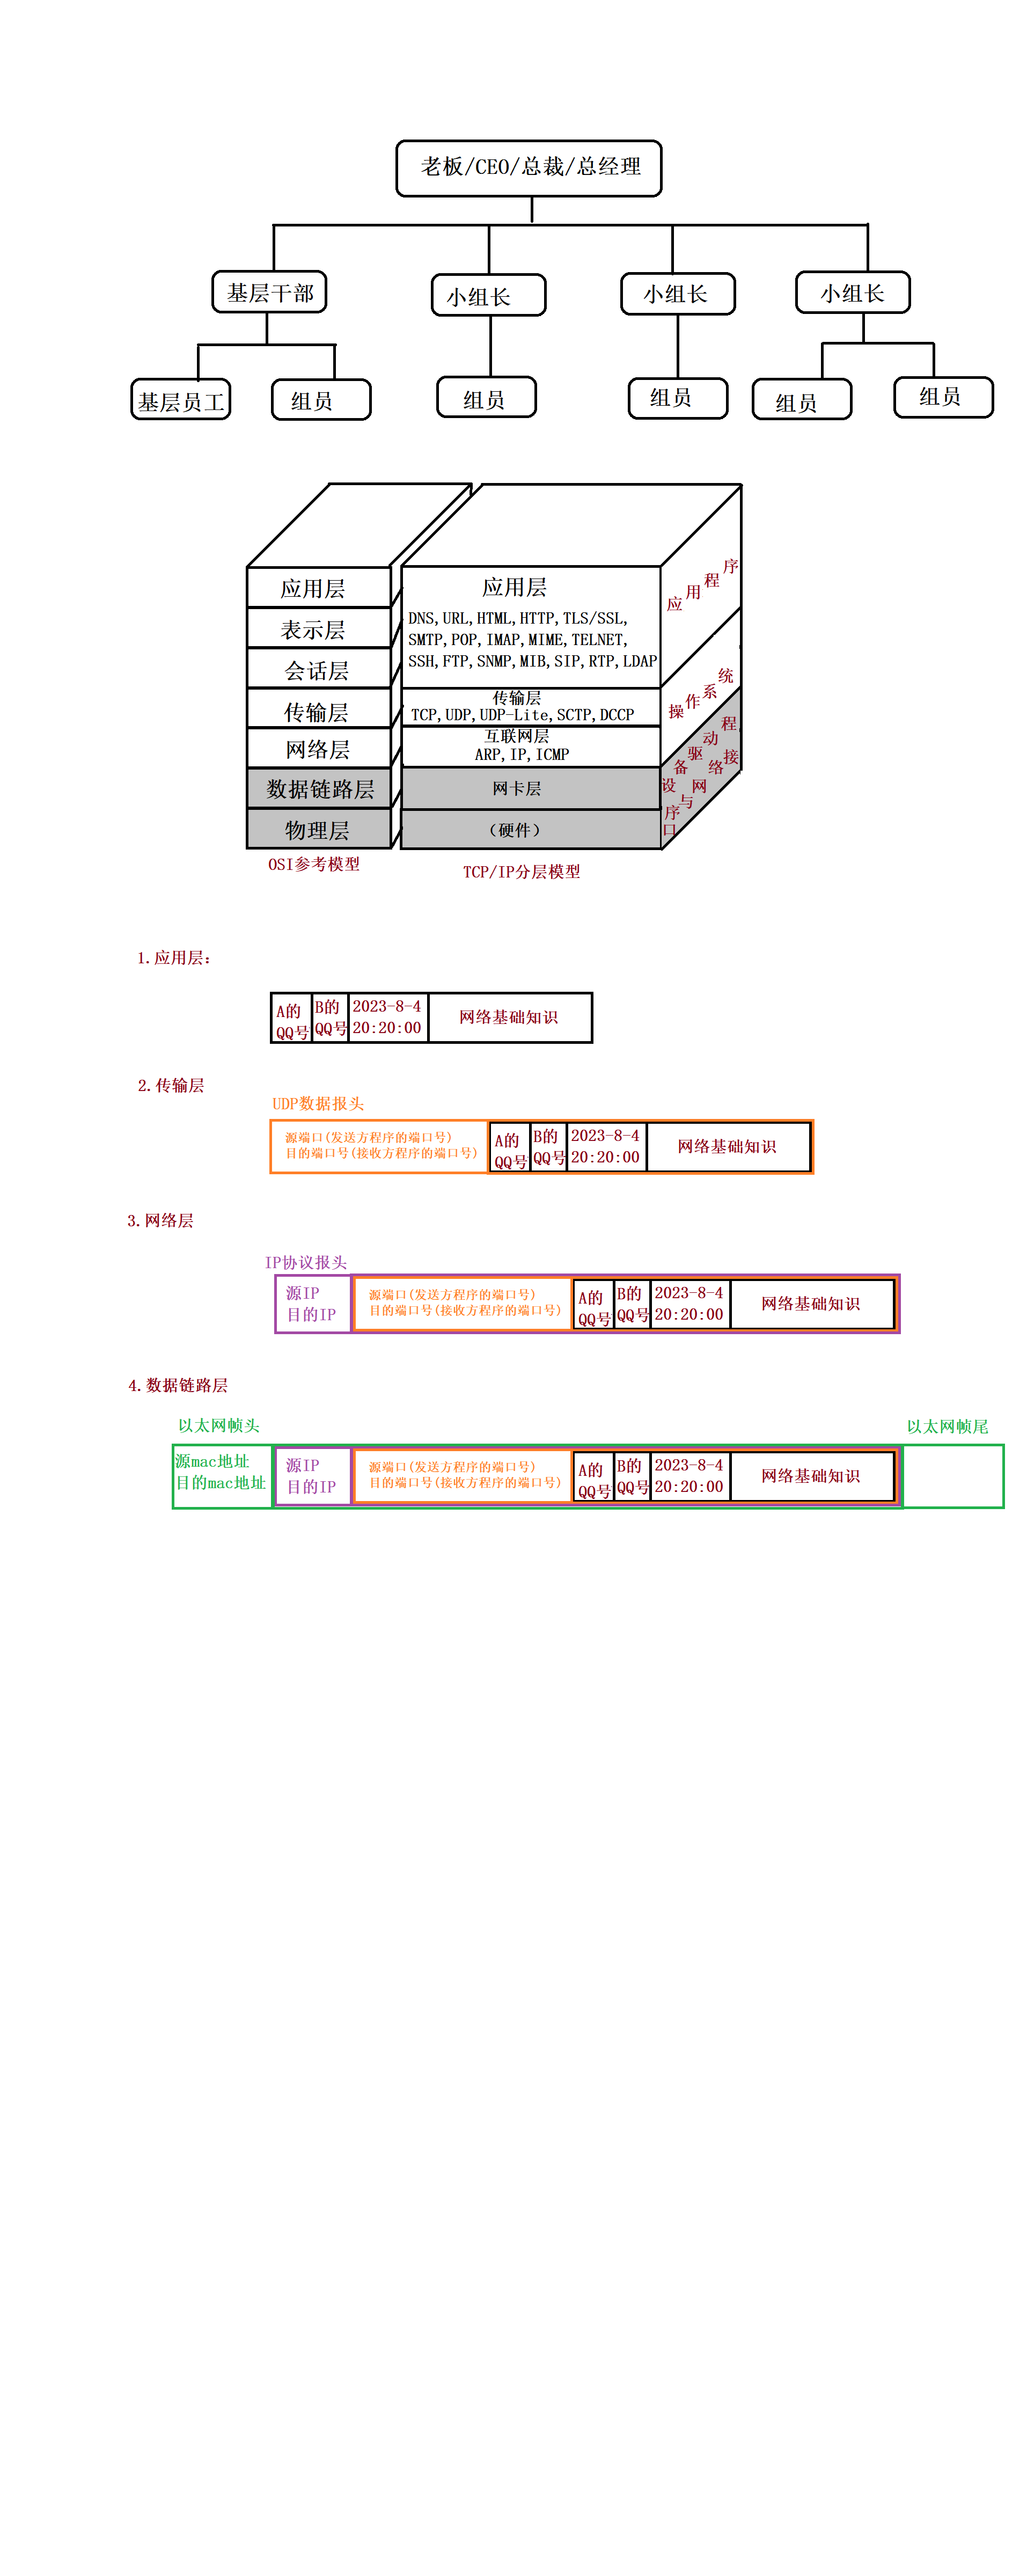 老板/CEO/总裁/总经理
基层干部
小组长
小组长
小组长
基层员工
组员
组员
组员
组员
组员
应用层
表示层
会话层
传输层
网络层
数据链路层
物理层
OSI参考模型
应用层
DNS,URL,HTML,HTTP,TLS/SSL,
SMTP,POP,IMAP,MIME,TELNET,
SSH,FTP,SNMP,MIB,SIP,RTP,LDAP
传输层
TCP,UDP,UDP-Lite,SCTP,DCCP
互联网层
ARP,IP,ICMP
网卡层
（硬件）
TCP/IP分层模型
应用程序
操作系统
设备驱动程
序与网络接
口
1.应用层：
A的
QQ号
B的
QQ号
2023-8-4
20:20:00
网络基础知识
2.传输层
UDP数据报头
源端口(发送方程序的端口号)
目的端口号(接收方程序的端口号)
A的
QQ号
B的
QQ号
2023-8-4
20:20:00
网络基础知识
3.网络层
IP协议报头
源IP
目的IP
源端口(发送方程序的端口号)
目的端口号(接收方程序的端口号)
A的
QQ号
B的
QQ号
2023-8-4
20:20:00
网络基础知识
4.数据链路层
以太网帧头
以太网帧尾
源mac地址
目的mac地址
源IP
目的IP
源端口(发送方程序的端口号)
目的端口号(接收方程序的端口号)
A的
QQ号
B的
QQ号
2023-8-4
20:20:00
网络基础知识